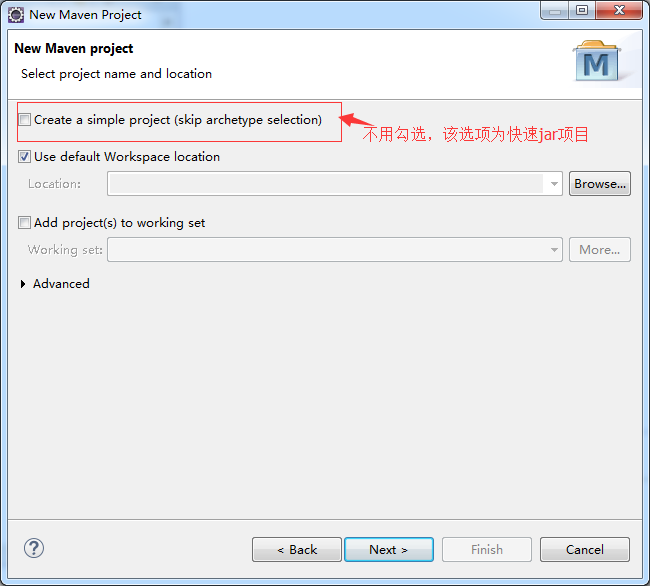 New Maven Project
New Maven project
Select project name and location
M
Create a simple project (skip archetype selection)
不用勾选，该选项为快速jar项目
Use default Workspace location
Location:
Browse...
Add project(s) to working set
Working set:
More...
Advanced
?
< Back
Next >
Finish
Cancel